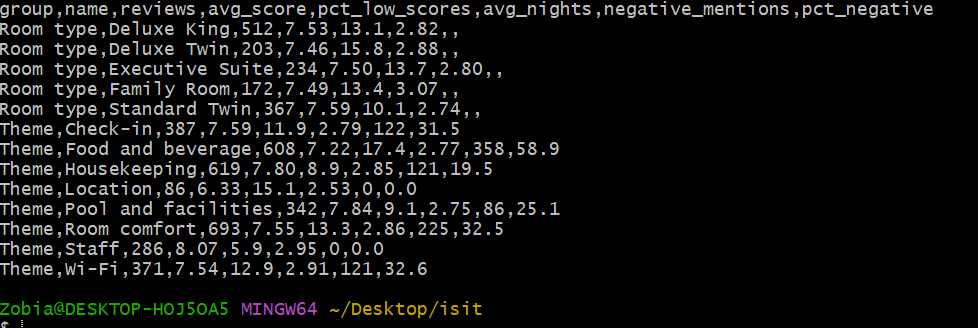 group,name,reviews,avg_score,pct_low_scores,avg_nights,negative_mentions,pct_negative
Room type,Deluxe King,512,7.53,13.1,2.82,,
Room type,Deluxe Twin,203,7.46,15.8,2.88,,
Room type,Executive Suite,234,7.50,13.7,2.80,,
Room type,Family Room,172,7.49,13.4,3.07,,
Room type,Standard Twin,367,7.59,10.1,2.74,,
Theme,Check-in,387,7.59,11.9,2.79,122,31.5
Theme,Food and beverage,608,7.22,17.4,2.77,358,58.9
Theme,Housekeeping,619,7.80,8.9,2.85,121,19.5
Theme,Location,86,6.33,15.1,2.53,0,0.0
Theme,Pool and facilities,342,7.84,9.1,2.75,86,25.1
Theme,Room comfort,693,7.55,13.3,2.86,225,32.5
Theme,Staff,286,8.07,5.9,2.95,0,0.0
Theme,Wi-Fi,371,7.54,12.9,2.91,121,32.6
Zobia@DESKTOP-HOJ5OA5 MINGW64 ~/Desktop/isit
$